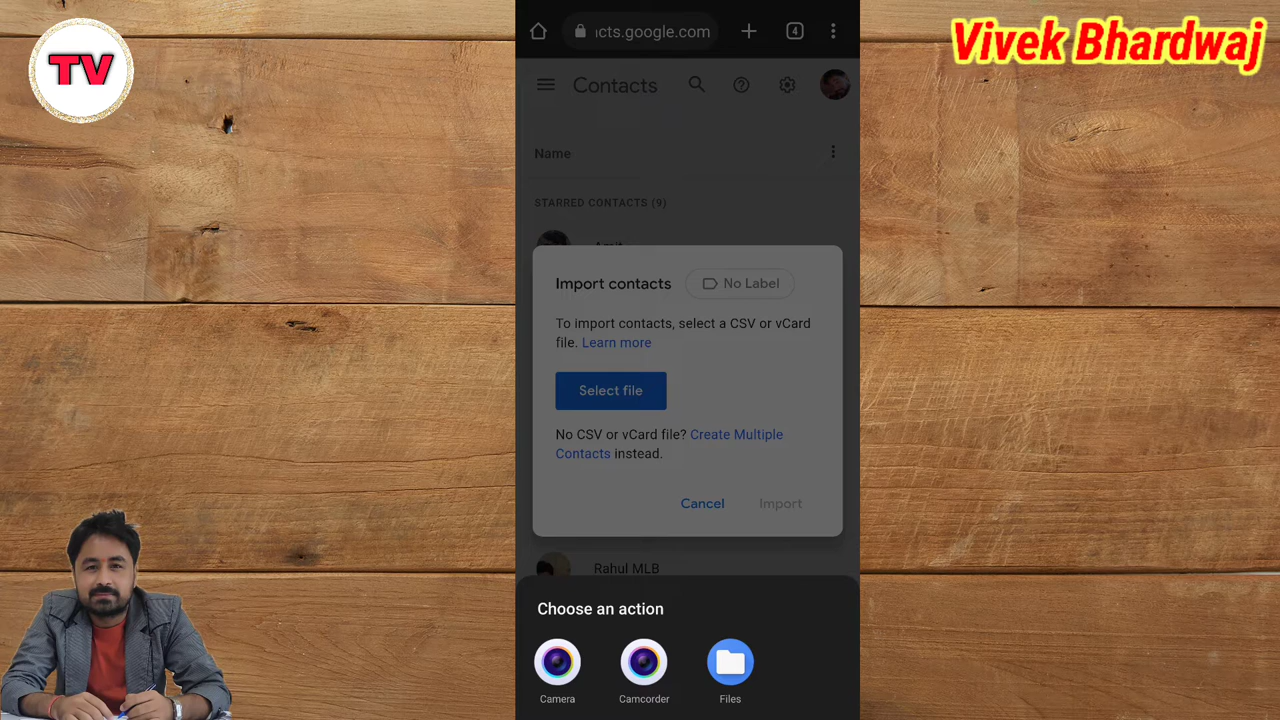 TV
Vivek Bhardwaj
cts.google.com
4
Contacts
Name
STARRED CONTACTS (9)
Amit
Import contacts
No Label
To import contacts, select a CSV or vCard
file. Learn more
Select file
No CSV or vCard file? Create Multiple
Contacts instead.
Cancel
Import
Rahul MLB
Choose an action
Camera
Camcorder
Files